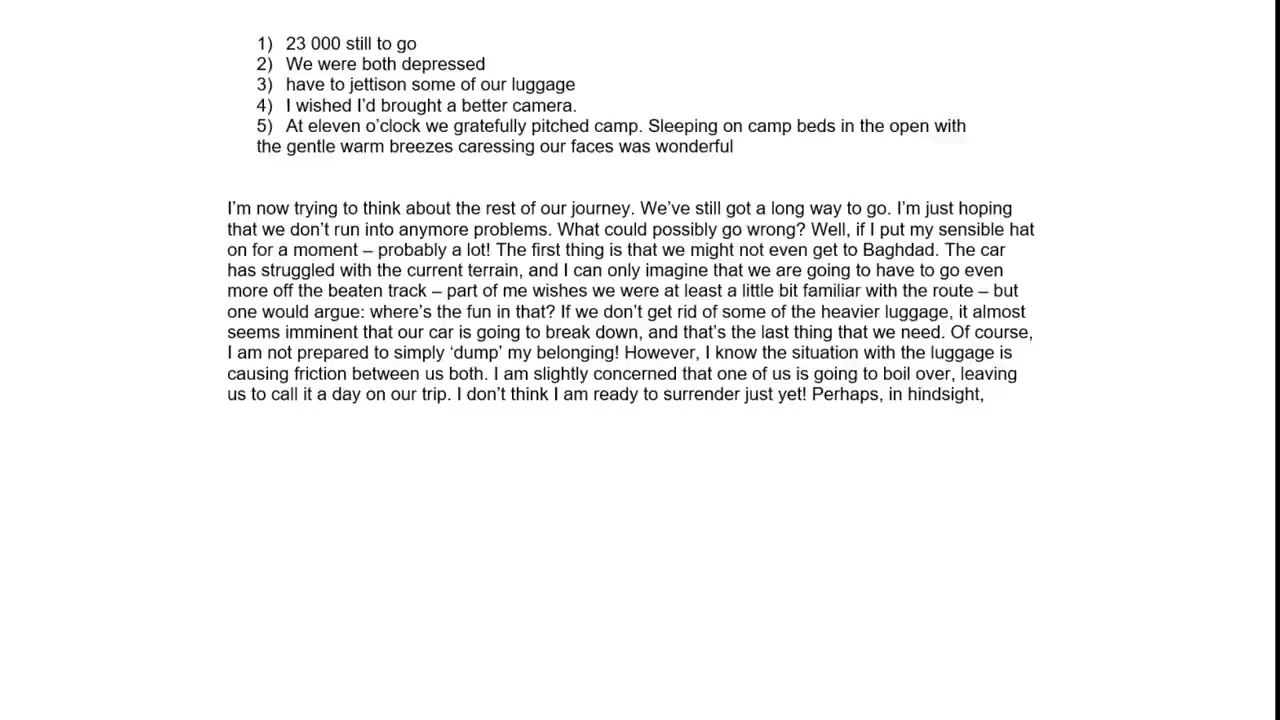 1) 23 000 still to go
2) We were both depressed
3) have to jettison some of our luggage
4) I wished I’d brought a better camera.
5) At eleven o’clock we gratefully pitched camp. Sleeping on camp beds in the open with
the gentle warm breezes caressing our faces was wonderful
I’m now trying to think about the rest of our journey. We’ve still got a long way to go. I’m just hoping
that we don’t run into anymore problems. What could possibly go wrong? Well, if I put my sensible hat
on for a moment – probably a lot! The first thing is that we might not even get to Baghdad. The car
has struggled with the current terrain, and I can only imagine that we are going to have to go even
more off the beaten track – part of me wishes we were at least a little bit familiar with the route – but
one would argue: where’s the fun in that? If we don’t get rid of some of the heavier luggage, it almost
seems imminent that our car is going to break down, and that’s the last thing that we need. Of course,
I am not prepared to simply ‘dump’ my belonging! However, I know the situation with the luggage is
causing friction between us both. I am slightly concerned that one of us is going to boil over, leaving
us to call it a day on our trip. I don’t think I am ready to surrender just yet! Perhaps, in hindsight,